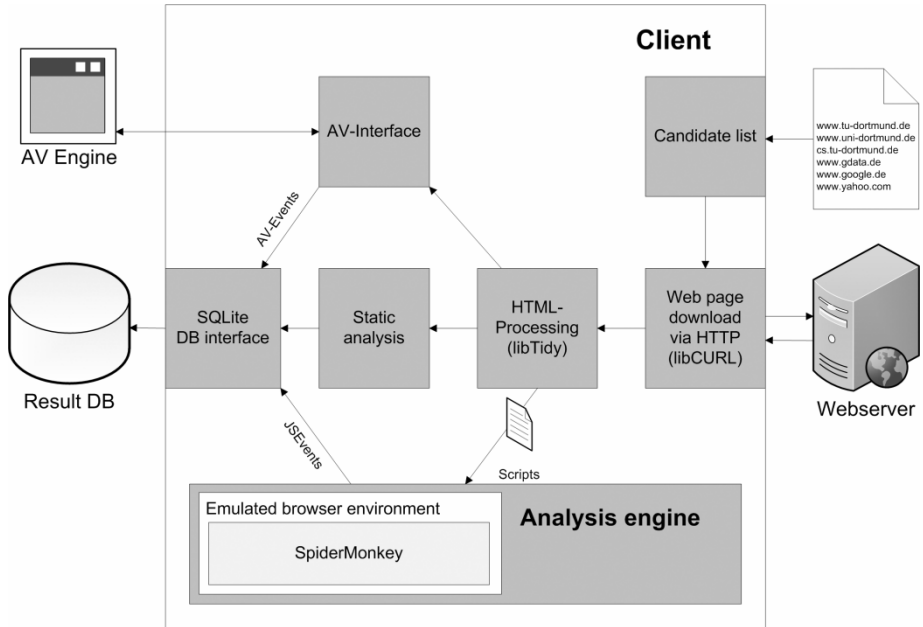 Client
AV Engine
AV-Interface
Candidate list
www.tu-dortmund.de
www.uni-dortmund.de
cs.tu-dortmund.de
www.gdata.de
www.google.de
www.yahoo.com
AV-Events
SQLite
DB interface
Static
analysis
HTML-
Processing
(libTidy)
Web page
download
via HTTP
(libCURL)
Result DB
Webserver
JSEvents
Scripts
Emulated browser environment
SpiderMonkey
Analysis engine